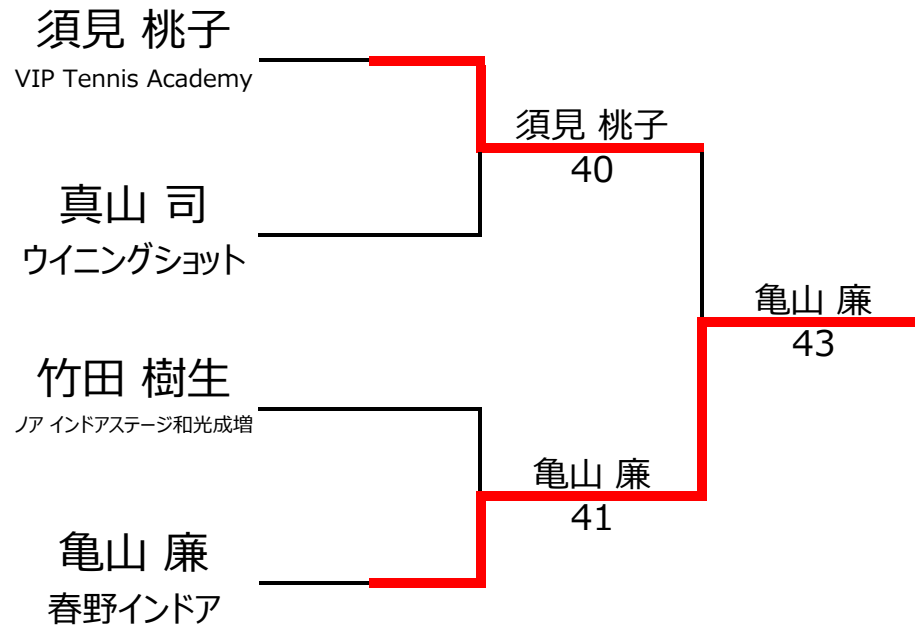 須見 桃子
VIP Tennis Academy
真山 司
ウイニングショット
竹田 樹生
ノア インドアステージ和光成増
亀山 廉
春野インドア
須見 桃子
40
亀山 廉
41
亀山 廉
43